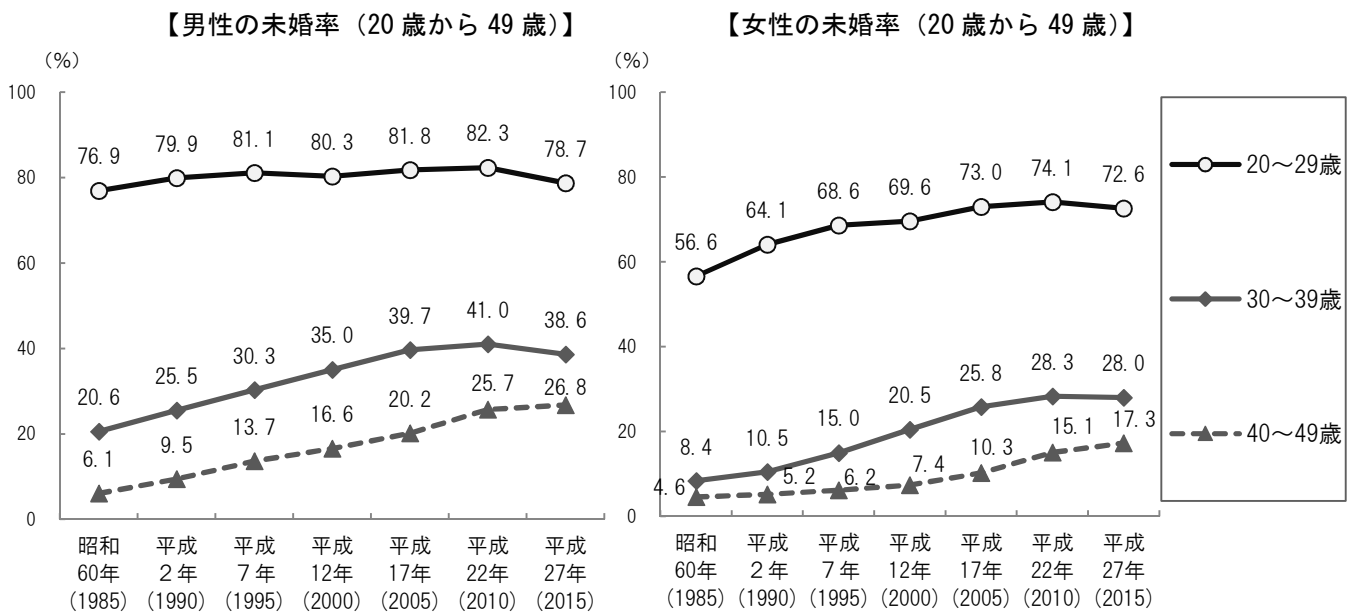 【男性の未婚率（20歳から49歳）】
（%）
100
80
60
40
20
0
76.9 79.9 81.1 80.3 81.8 82.3 78.7
20.6 25.5 30.3 35.0 39.7 41.0 38.6
6.1 9.5 13.7 16.6 20.2 25.7 26.8
昭和 平成 平成 平成 平成 平成 平成
60年 2年 7年 12年 17年 22年 27年
(1985) (1990) (1995) (2000) (2005) (2010) (2015)
【女性の未婚率（20歳から49歳）】
（%）
100
80
60
40
20
0
56.6 64.1 68.6 69.6 73.0 74.1 72.6
8.4 10.5 15.0 20.5 25.8 28.3 28.0
4.6 5.2 6.2 7.4 10.3 15.1 17.3
昭和 平成 平成 平成 平成 平成 平成
60年 2年 7年 12年 17年 22年 27年
(1985) (1990) (1995) (2000) (2005) (2010) (2015)
20～29歳
30～39歳
40～49歳